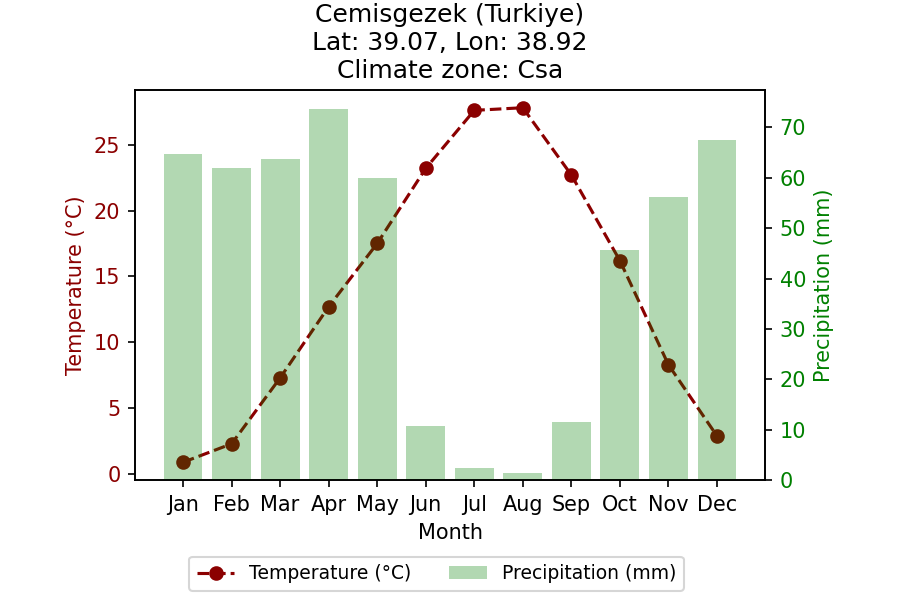 Cemisgezek (Turkiye)
Lat: 39.07, Lon: 38.92
Climate zone: Csa
Temperature (°C)
25
20
15
10
5
0
Precipitation (mm)
70
60
50
40
30
20
10
0
Jan Feb Mar Apr May Jun Jul Aug Sep Oct Nov Dec
Month
Temperature (°C) Precipitation (mm)